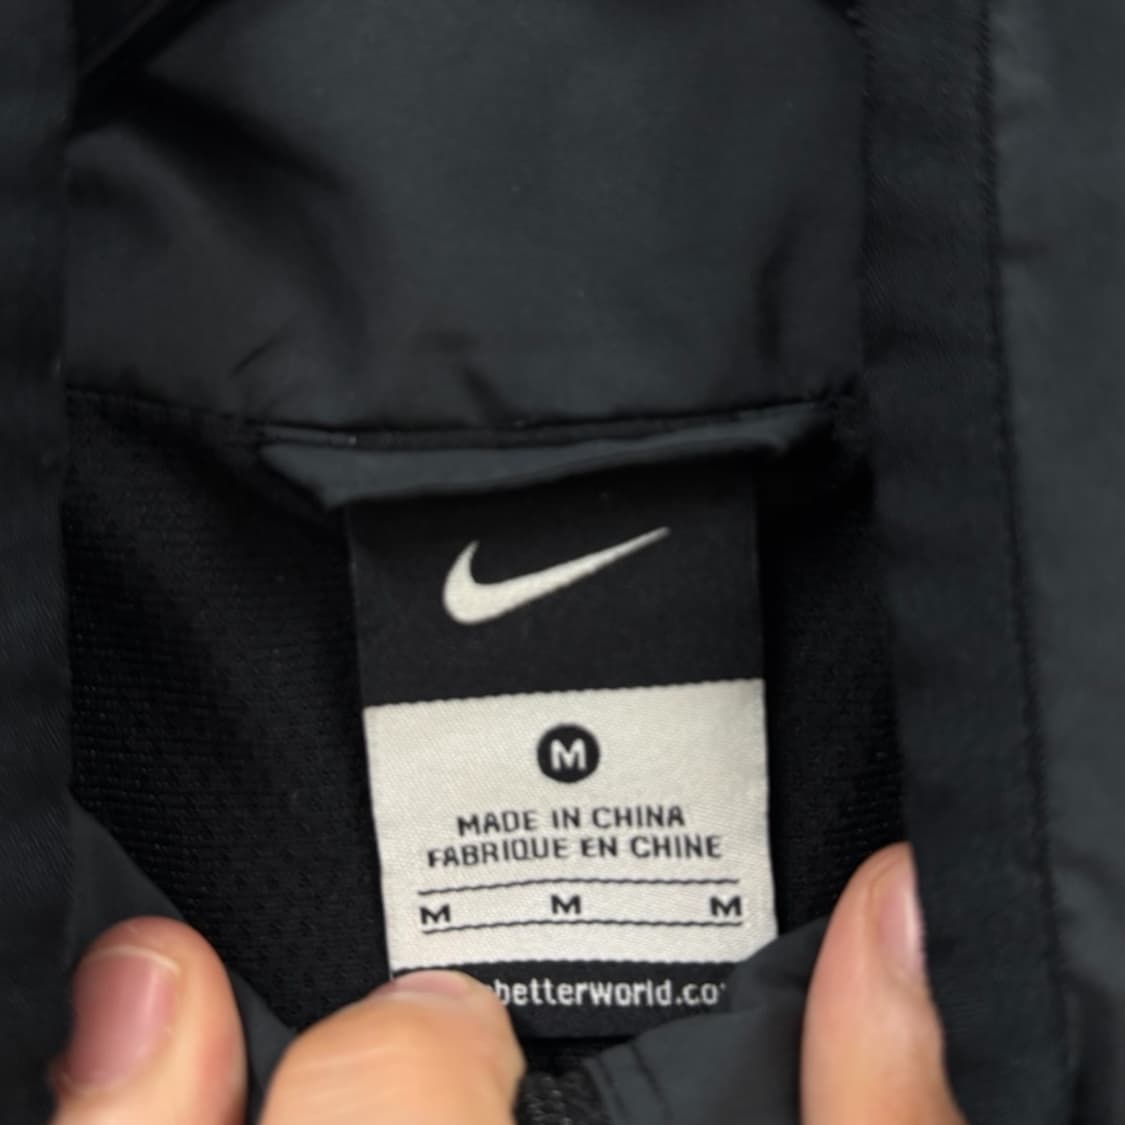 M
MADE IN CHINA
FABRIQUE EN CHINE
M M M
betterworld.co